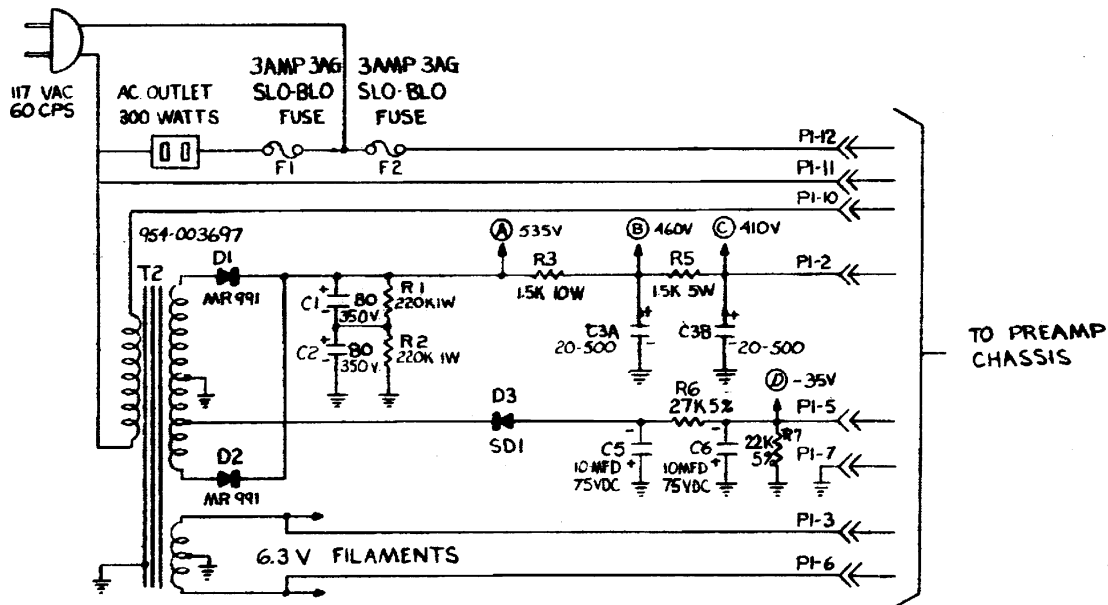 117 VAC
60 CPS
AC. OUTLET
300 WATTS
3AMP 3AG
SLO-BLO
FUSE
3AMP 3AG
SLO-BLO
FUSE
F1
F2
P1-12
P1-11
P1-10
954-003697
T2
D1
MR 991
C1
80
350V.
R1
220K 1W
C2
80
350V.
R2
220K 1W
A 535V
R3
1.5K 10W
B 460V
R5
1.5K 5W
C 410V
P1-2
C3A
20-500
C3B
20-500
TO PREAMP
CHASSIS
D -35V
D3
SD1
R6
27K 5%
P1-5
C5
10MFD
75VDC
C6
10MFD
75VDC
22K
5%
R7
P1-7
D2
MR 991
6.3 V FILAMENTS
P1-3
P1-6